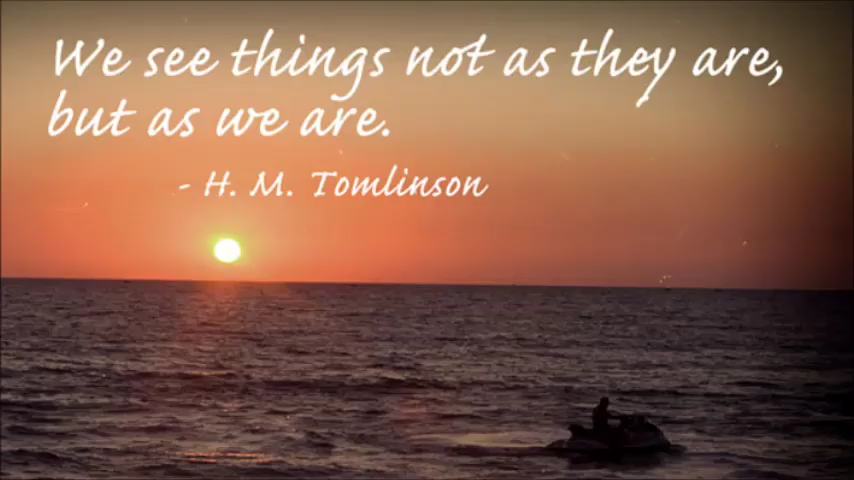 We see things not as they are,
but as we are.
- H. M. Tomlinson